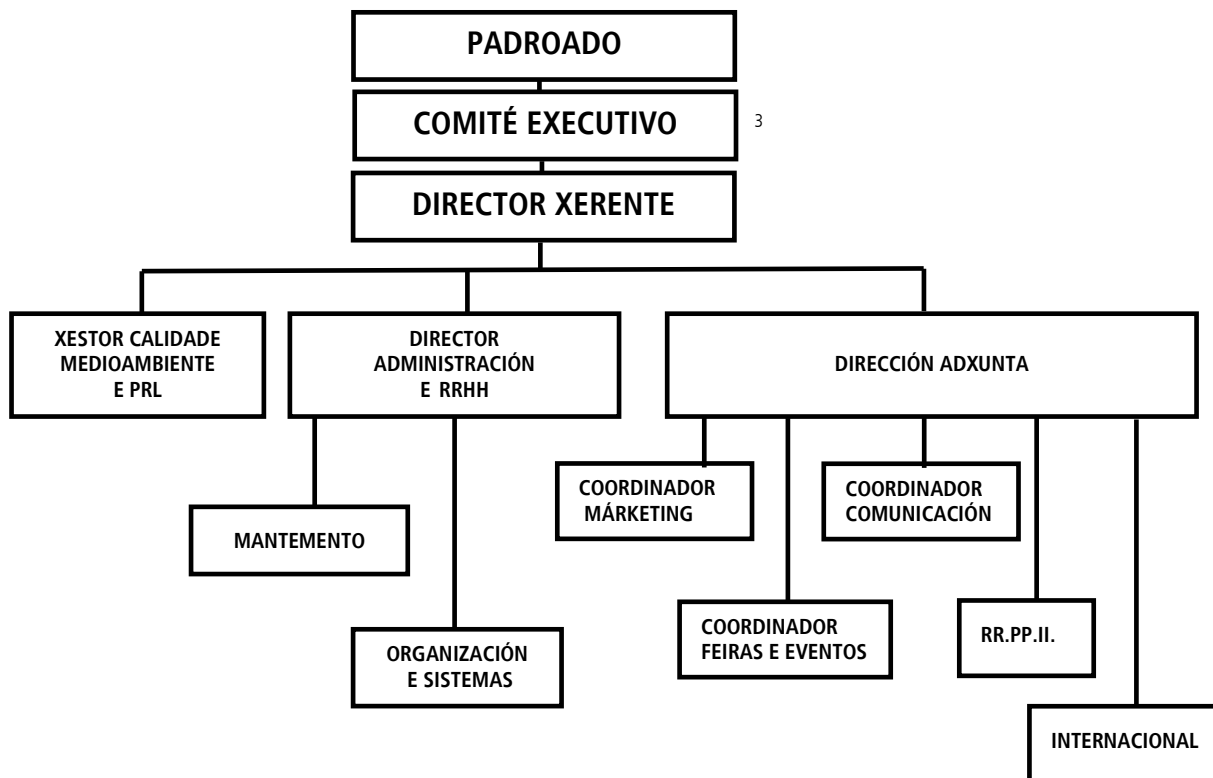 PADROADO
COMITÉ EXECUTIVO
3
DIRECTOR XERENTE
XESTOR CALIDADE
MEDIOAMBIENTE
E PRL
DIRECTOR
ADMINISTRACIÓN
E RRHH
DIRECCIÓN ADXUNTA
MANTEMENTO
ORGANIZACIÓN
E SISTEMAS
COORDINADOR
MÁRKETING
COORDINADOR
COMUNICACIÓN
COORDINADOR
FEIRAS E EVENTOS
RR.PP.II.
INTERNACIONAL